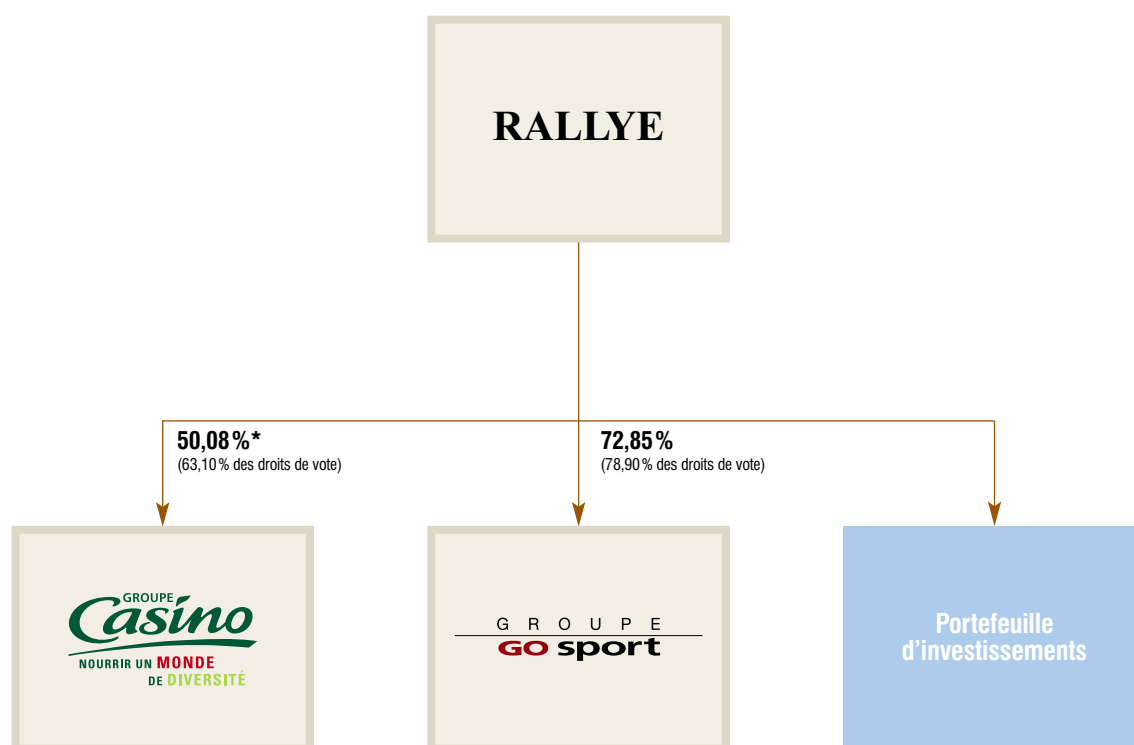 RALLYE
50,08 %*
(63,10 % des droits de vote)
72,85 %
(78,90 % des droits de vote)
GROUPE
Casino
NOURRIR UN MONDE
DE DIVERSITÉ
GROUPE
GO sport
Portefeuille
d'investissements